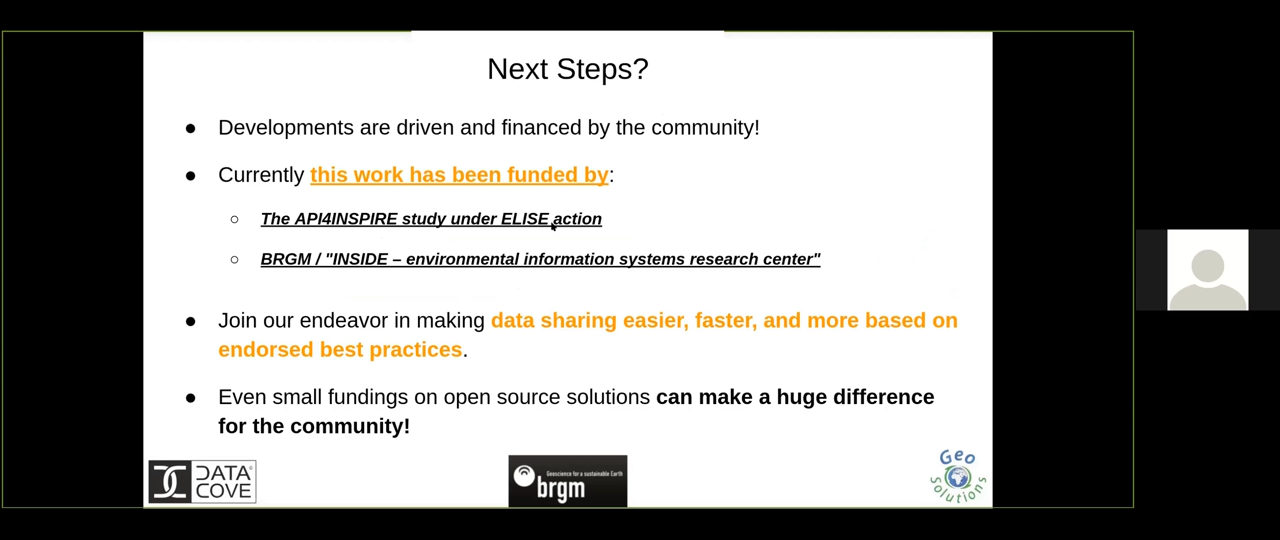 Next Steps?
● Developments are driven and financed by the community!
● Currently this work has been funded by:
○ The API4INSPIRE study under ELISE action
○ BRGM / "INSIDE – environmental information systems research center"
● Join our endeavor in making data sharing easier, faster, and more based on
endorsed best practices.
● Even small fundings on open source solutions can make a huge difference
for the community!
DATA
COVE®
Geoscience for a sustainable Earth
brgm
Geo
Solutions